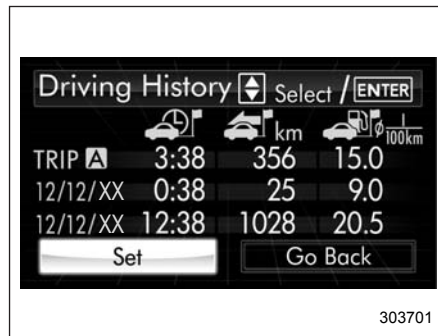 Driving History Select / ENTER
km ø l/100km
TRIP A 3:38 356 15.0
12/12/XX 0:38 25 9.0
12/12/XX 12:38 1028 20.5
Set Go Back
303701